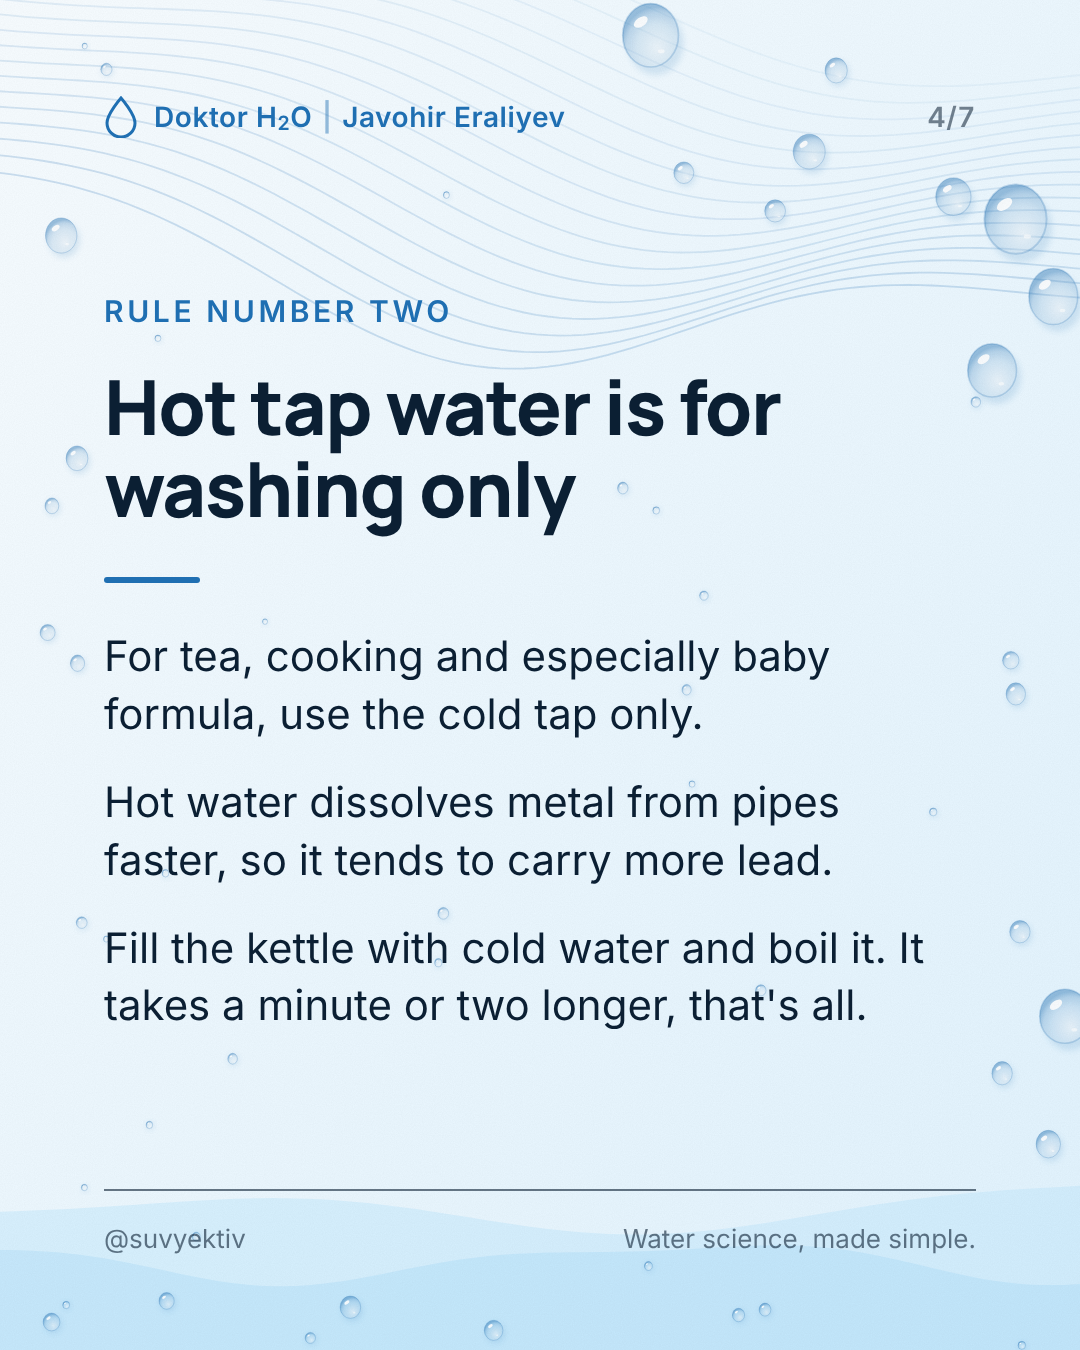 Doktor H₂O | Javohir Eraliyev
4/7
RULE NUMBER TWO
Hot tap water is for
washing only
For tea, cooking and especially baby
formula, use the cold tap only.
Hot water dissolves metal from pipes
faster, so it tends to carry more lead.
Fill the kettle with cold water and boil it. It
takes a minute or two longer, that's all.
@suvyektiv
Water science, made simple.